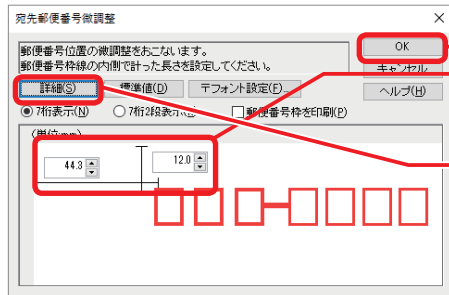 宛先郵便番号微調整
郵便番号位置の微調整をおこないます。
郵便番号枠線の内側で計った長さを設定してください。
OK
キャンセル
詳細(S)
標準値(D)
〒フォント設定(F)...
ヘルプ(H)
7桁表示(N)
7桁2段表示
郵便番号枠を印刷(P)
(単位:mm)
44.3
12.0